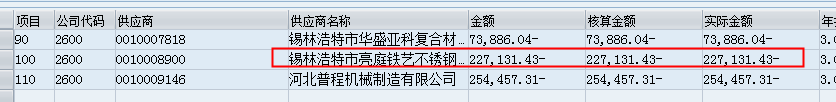 项目 公司代码 供应商 供应商名称 金额 核算金额 实际金额
90 2600 0010007818 锡林浩特市华盛亚科复合材… 73,886.04- 73,886.04- 73,886.04- 3.0
100 2600 0010008900 锡林浩特市亮庭铁艺不锈钢… 227,131.43- 227,131.43- 227,131.43- 3.0
110 2600 0010009146 河北普程机械制造有限公司 254,457.31- 254,457.31- 254,457.31- 3.0